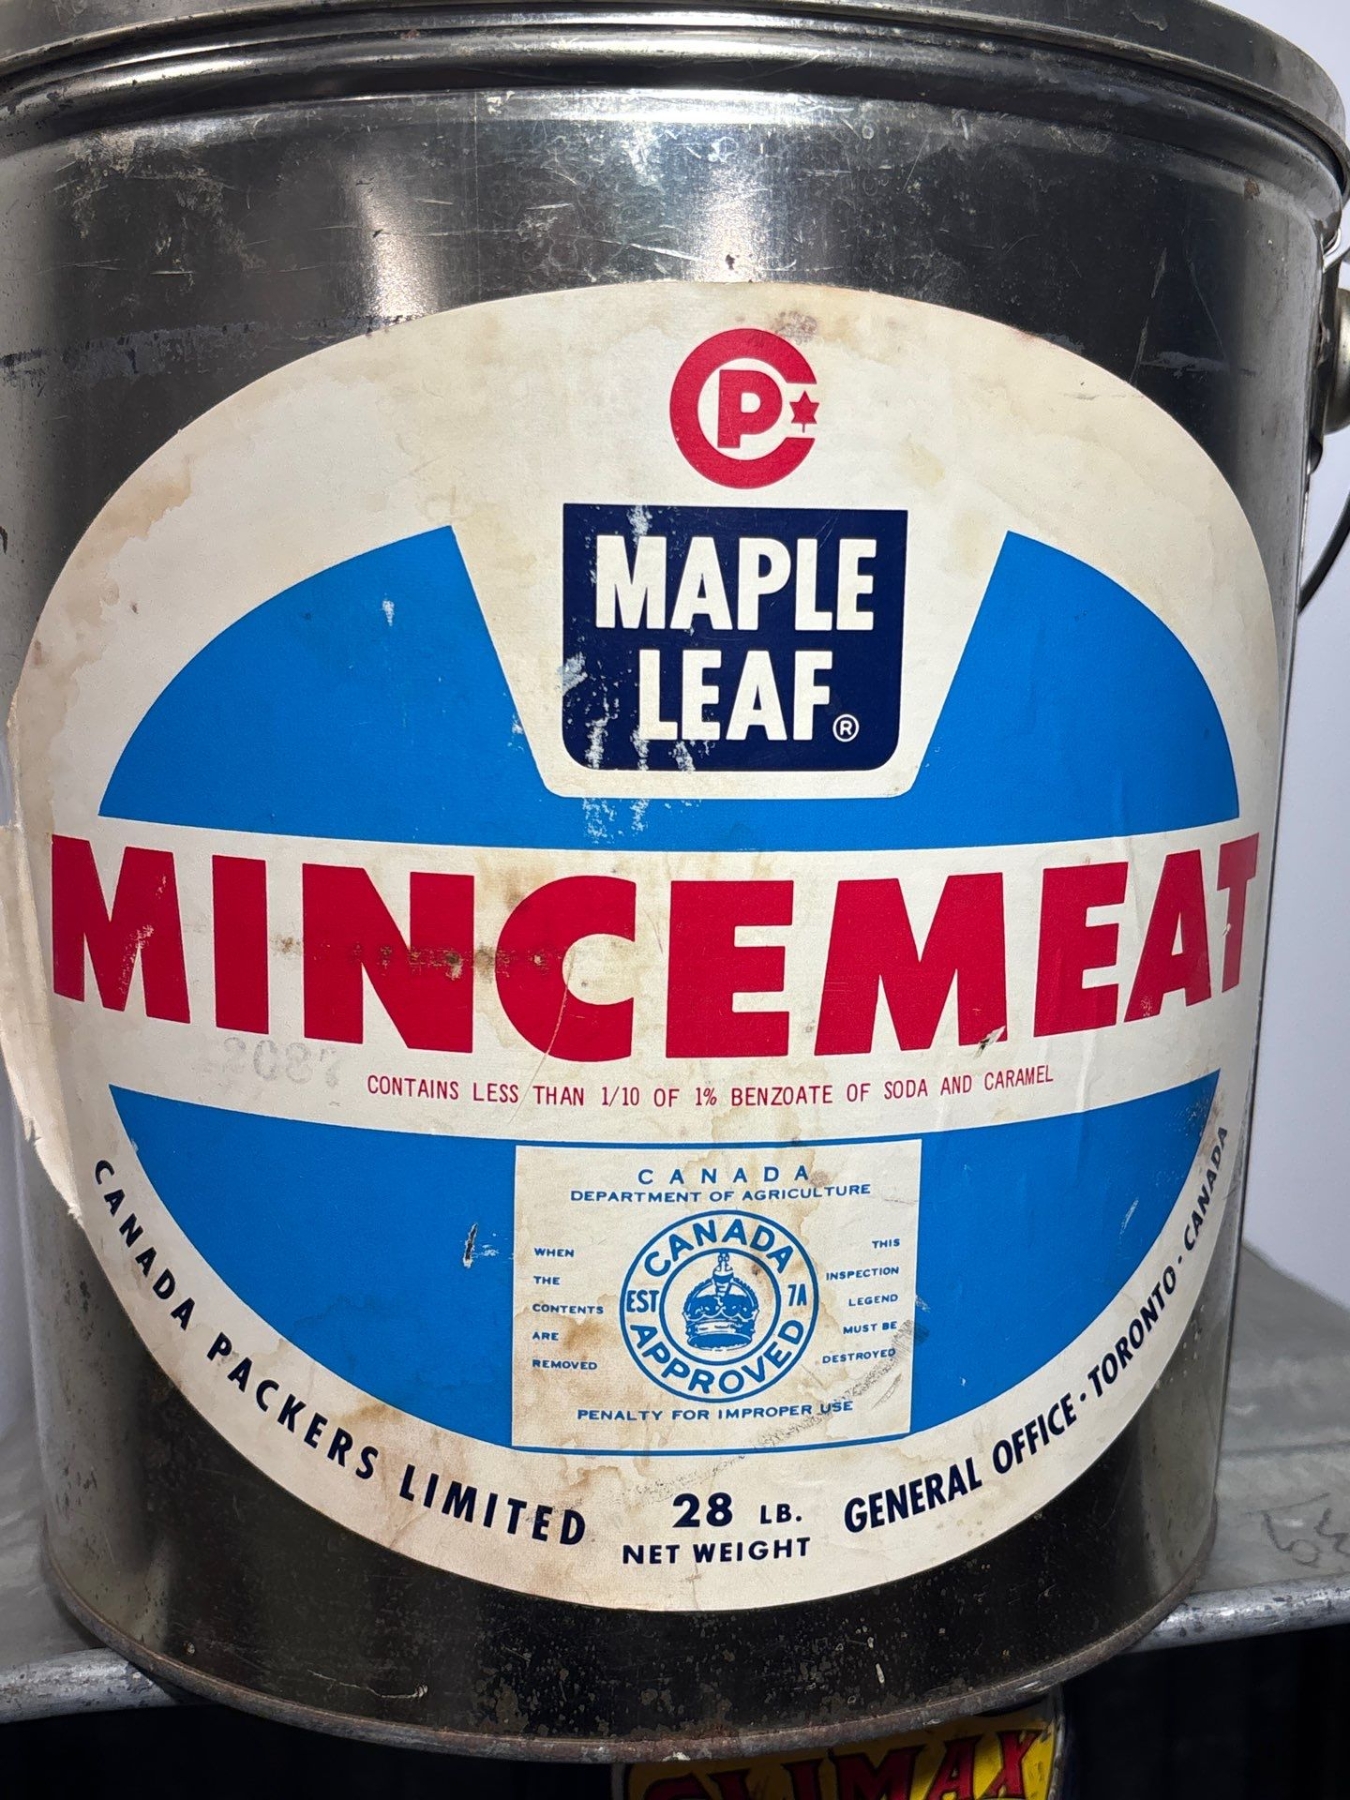 CP
MAPLE
LEAF®
MINCEMEAT
CONTAINS LESS THAN 1/10 OF 1% BENZOATE OF SODA AND CARAMEL
CANADA
DEPARTMENT OF AGRICULTURE
WHEN
THE
CONTENTS
ARE
REMOVED
CANADA
EST 7A
APPROVED
THIS
INSPECTION
LEGEND
MUST BE
DESTROYED
PENALTY FOR IMPROPER USE
CANADA PACKERS LIMITED
28 LB.
NET WEIGHT
GENERAL OFFICE · TORONTO · CANADA
CLIMAX